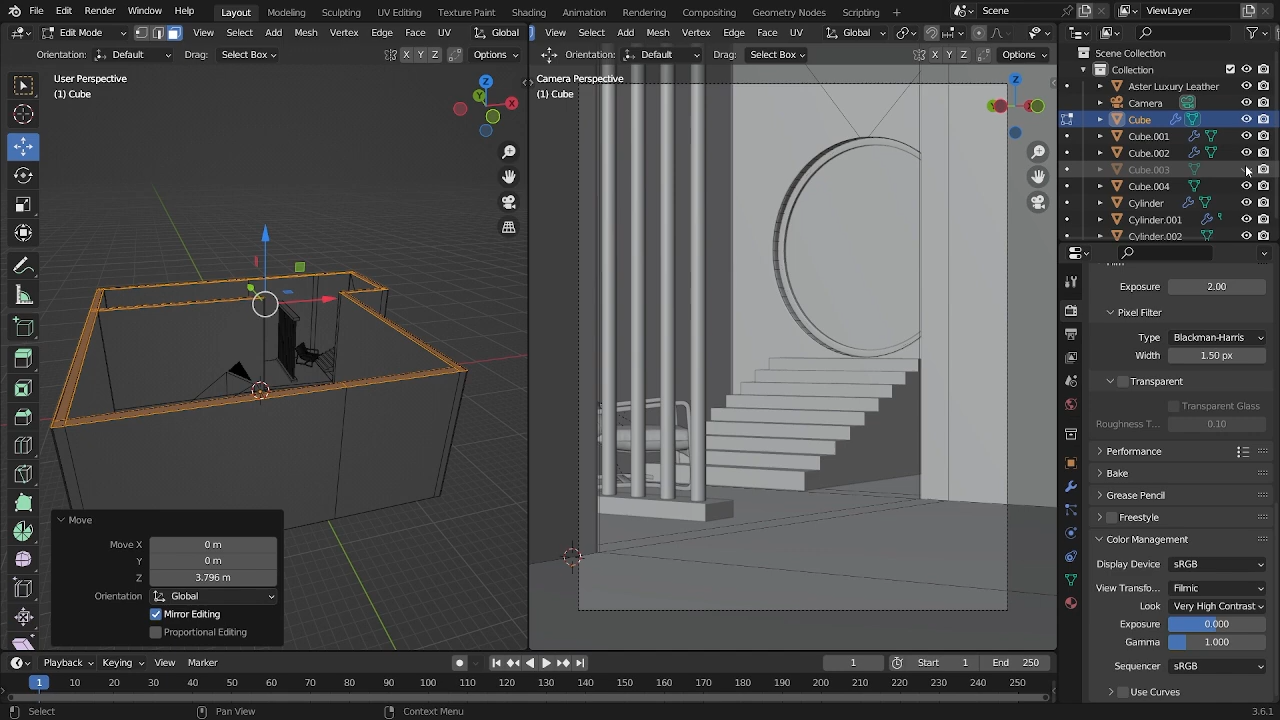 File Edit Render Window Help Layout Modeling Sculpting UV Editing Texture Paint Shading Animation Rendering Compositing Geometry Nodes Scripting Scene ViewLayer
Edit Mode View Select Add Mesh Vertex Edge Face UV Global View Select Add Mesh Vertex Edge Face UV Global
Orientation: Default Drag: Select Box X Y Z Options Orientation: Default Drag: Select Box X Y Z Options
User Perspective
(1) Cube
Z
Y
X
Camera Perspective
(1) Cube
Z
Scene Collection
Collection
Aster Luxury Leather
Camera
Cube
Cube.001
Cube.002
Cube.003
Cube.004
Cylinder
Cylinder.001
Cylinder.002
Film
Exposure 2.00
Pixel Filter
Type Blackman-Harris
Width 1.50 px
Transparent
Transparent Glass
Roughness T... 0.10
Performance
Bake
Grease Pencil
Freestyle
Color Management
Display Device sRGB
View Transfo... Filmic
Look Very High Contrast
Exposure 0.000
Gamma 1.000
Sequencer sRGB
Use Curves
Move
Move X 0 m
Y 0 m
Z 3.796 m
Orientation Global
Mirror Editing
Proportional Editing
Playback Keying View Marker 1 Start 1 End 250
1 10 20 30 40 50 60 70 80 90 100 110 120 130 140 150 160 170 180 190 200 210 220 230 240 250
Select Pan View Context Menu 3.6.1